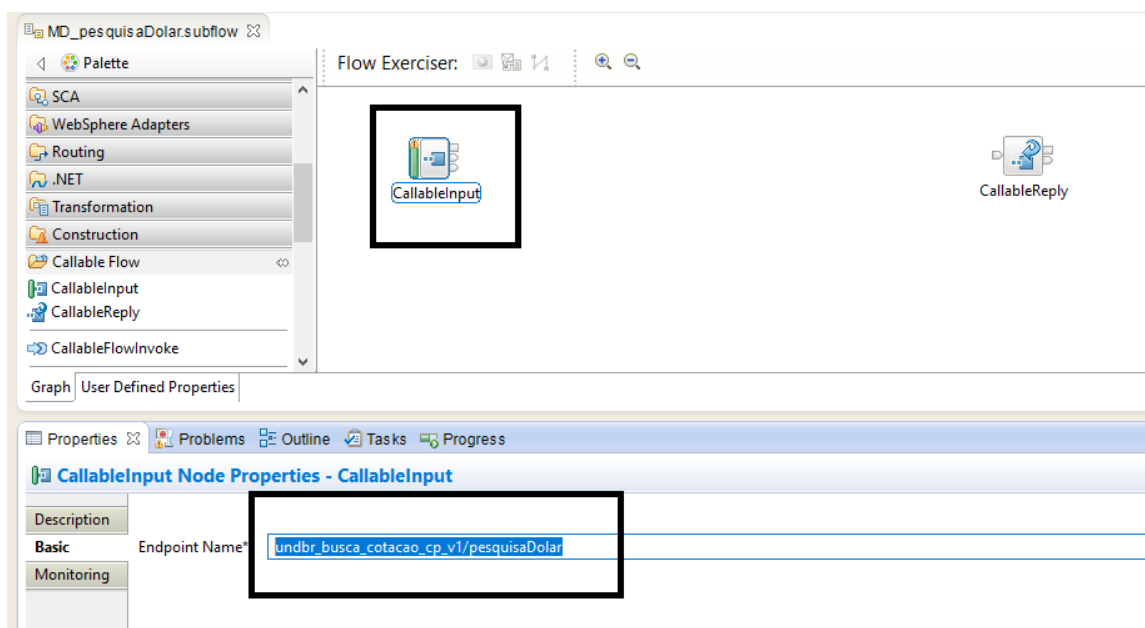 MD_pesquisaDolar.subflow
Palette
Flow Exerciser:
SCA
WebSphere Adapters
Routing
.NET
Transformation
Construction
Callable Flow
CallableInput
CallableReply
CallableFlowInvoke
CallableInput
CallableReply
Graph User Defined Properties
Properties Problems Outline Tasks Progress
CallableInput Node Properties - CallableInput
Description
Basic
Endpoint Name* undbr_busca_cotacao_cp_v1/pesquisaDolar
Monitoring